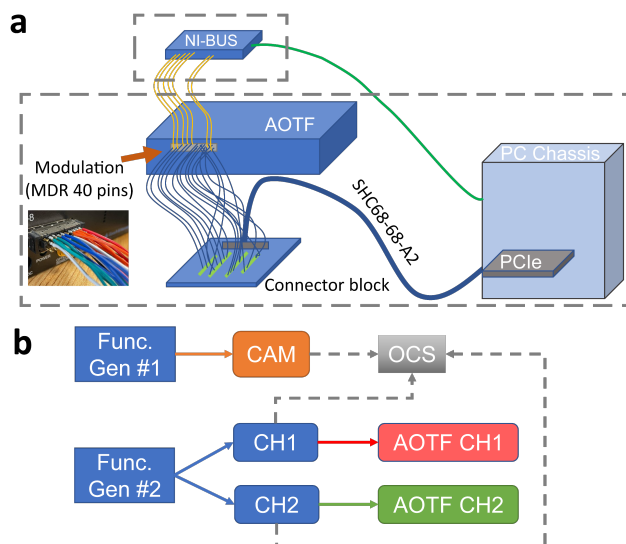 a
NI-BUS
AOTF
Modulation
(MDR 40 pins)
PC Chassis
SHC68-68-A2
PCIe
Connector block
POWER
b
Func.
Gen #1
CAM
OCS
Func.
Gen #2
CH1
AOTF CH1
CH2
AOTF CH2